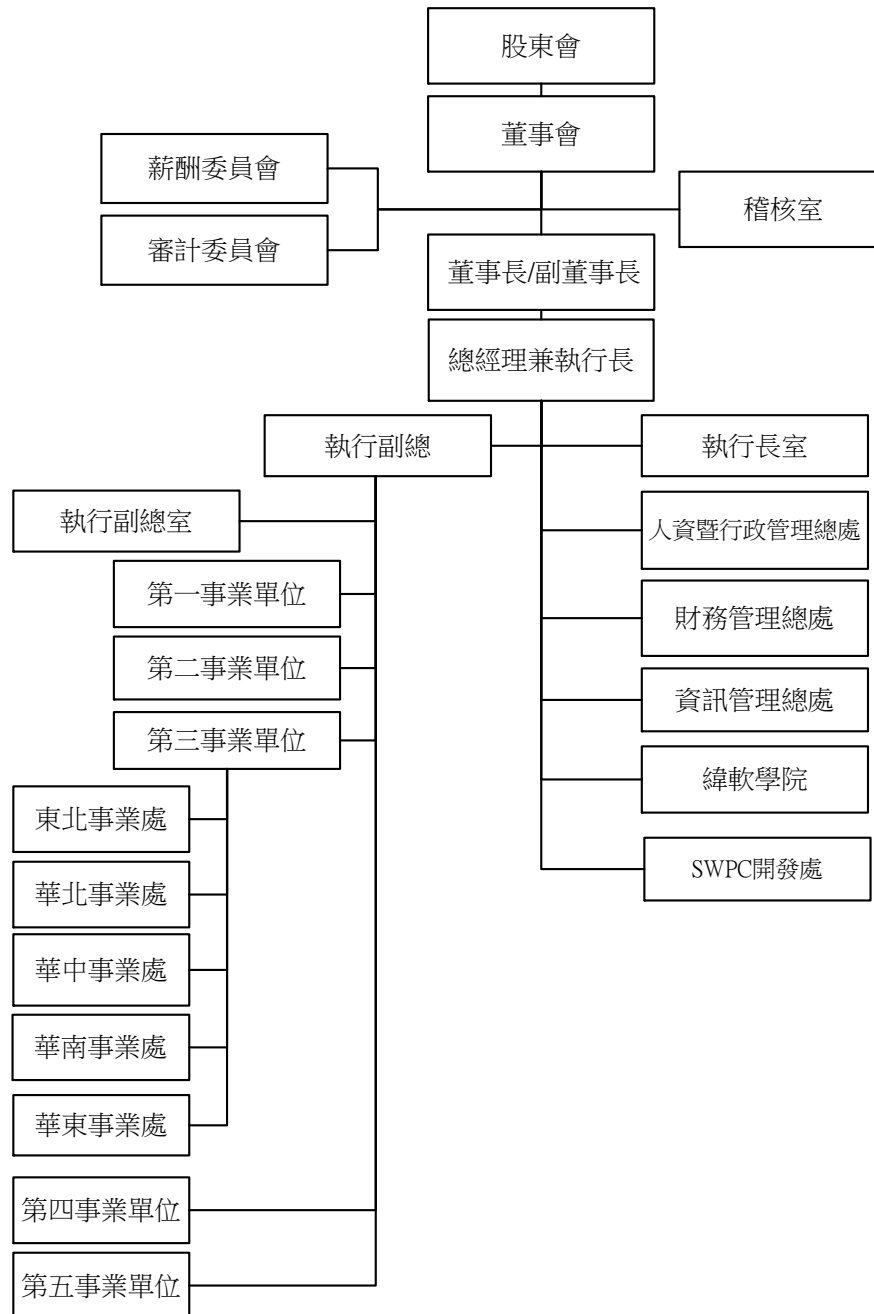 股東會
董事會
薪酬委員會
稽核室
審計委員會
董事長/副董事長
總經理兼執行長
執行副總
執行長室
執行副總室
人資暨行政管理總處
第一事業單位
財務管理總處
第二事業單位
資訊管理總處
第三事業單位
緯軟學院
東北事業處
SWPC開發處
華北事業處
華中事業處
華南事業處
華東事業處
第四事業單位
第五事業單位